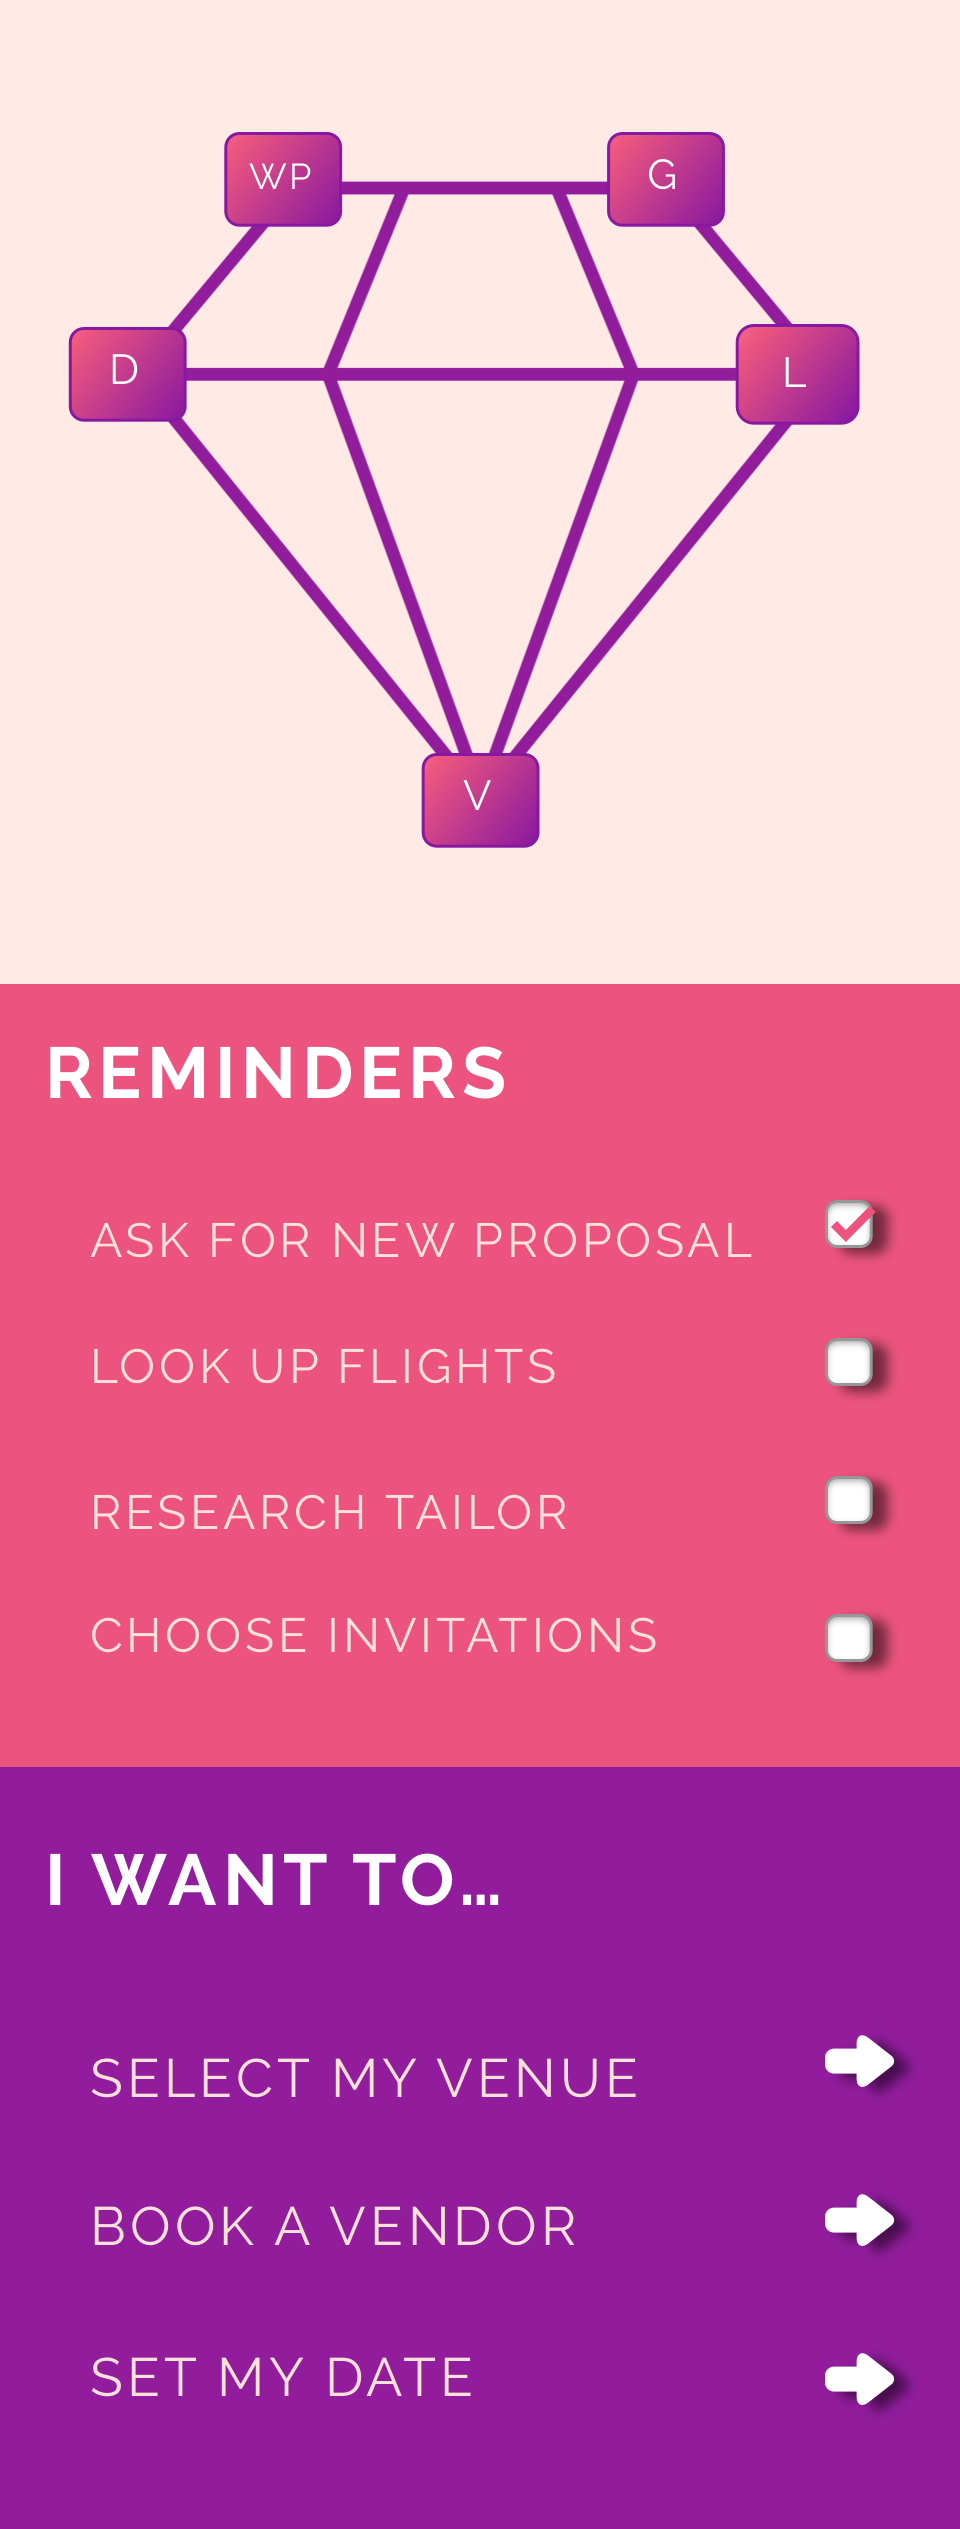 WP
G
D
L
V
REMINDERS
ASK FOR NEW PROPOSAL
LOOK UP FLIGHTS
RESEARCH TAILOR
CHOOSE INVITATIONS
I WANT TO...
SELECT MY VENUE
BOOK A VENDOR
SET MY DATE